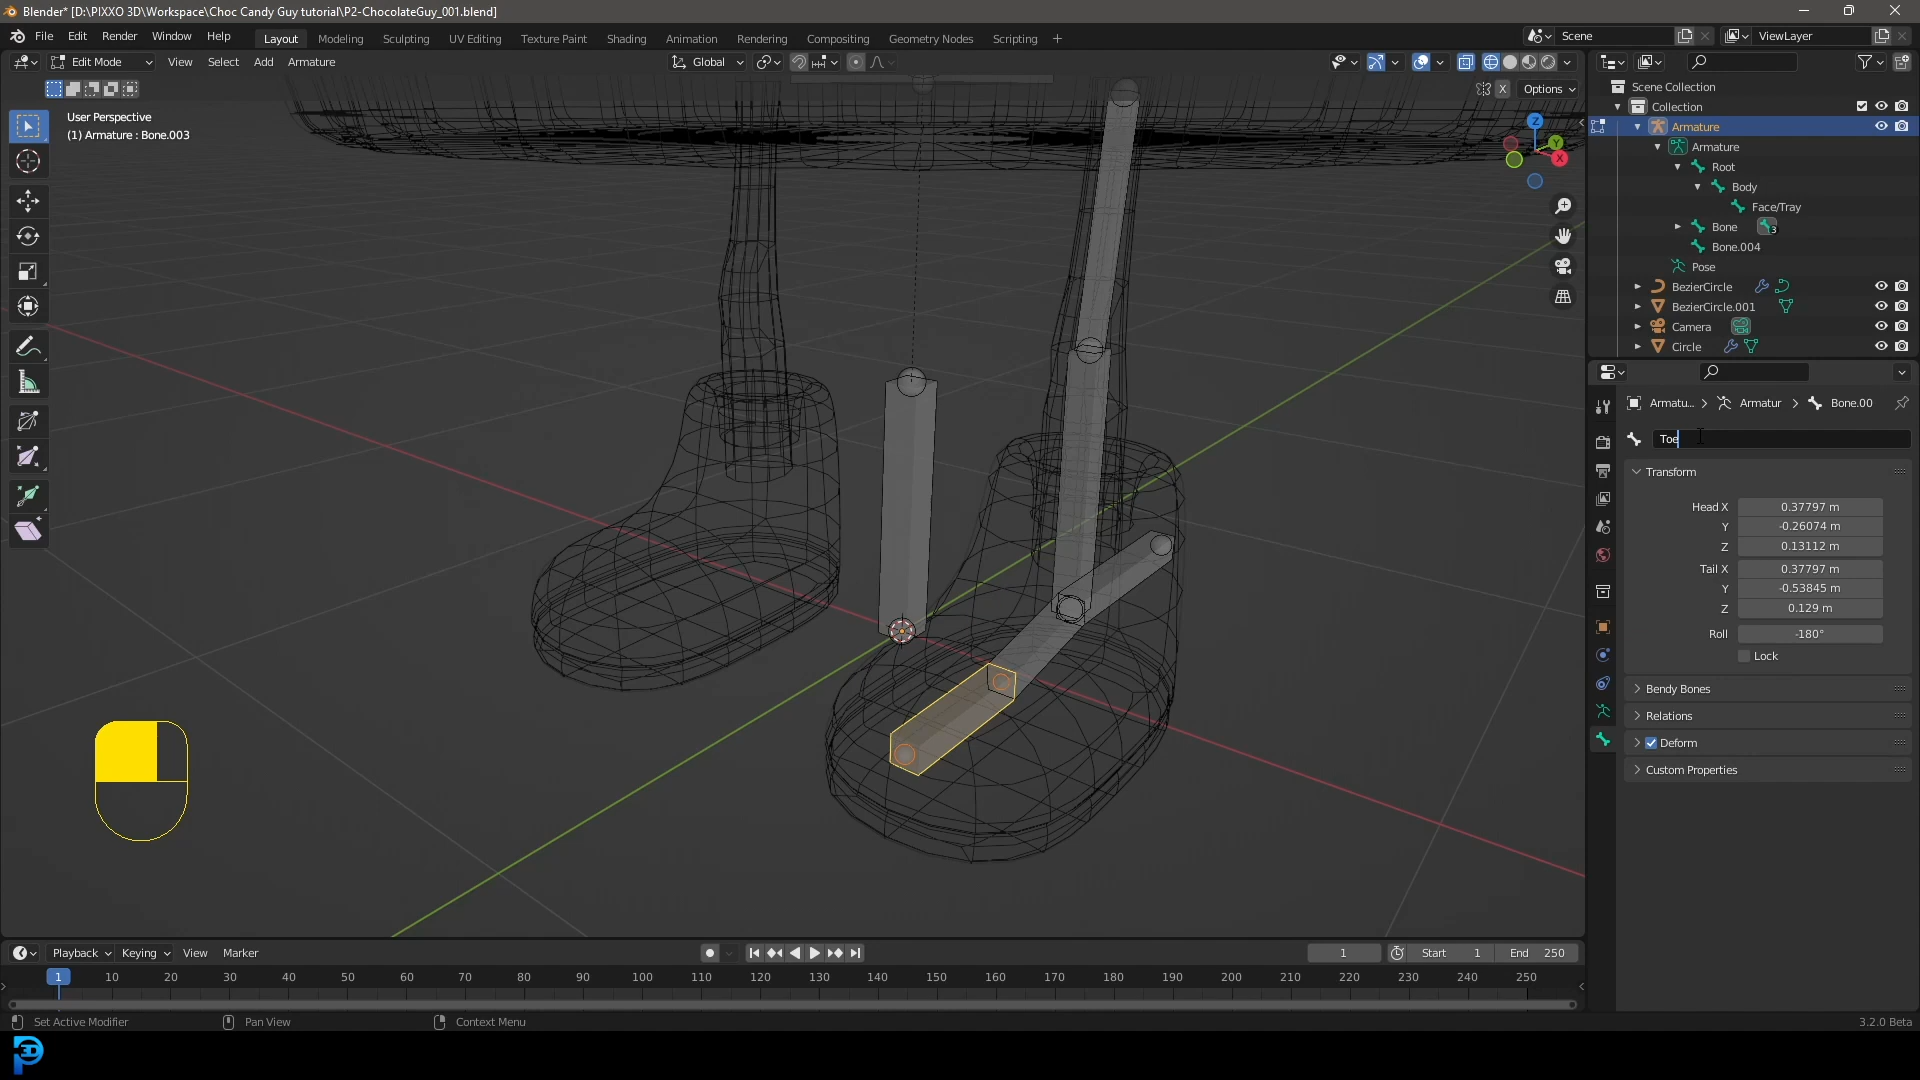 Blender* [D:\PIXXO 3D\Workspace\Choc Candy Guy tutorial\P2-ChocolateGuy_001.blend]
File Edit Render Window Help Layout Modeling Sculpting UV Editing Texture Paint Shading Animation Rendering Compositing Geometry Nodes Scripting + Scene ViewLayer
Edit Mode View Select Add Armature Global
X Options
User Perspective
(1) Armature : Bone.003
Z
Y
X
Scene Collection
Collection
Armature
Armature
Root
Body
Face/Tray
Bone 3
Bone.004
Pose
BezierCircle
BezierCircle.001
Camera
Circle
Armatu... Armatur Bone.00
Toe
Transform
Head X 0.37797 m
Y -0.26074 m
Z 0.13112 m
Tail X 0.37797 m
Y -0.53845 m
Z 0.129 m
Roll -180°
Lock
Bendy Bones
Relations
Deform
Custom Properties
Playback Keying View Marker 1 Start 1 End 250
1 10 20 30 40 50 60 70 80 90 100 110 120 130 140 150 160 170 180 190 200 210 220 230 240 250
Set Active Modifier Pan View Context Menu 3.2.0 Beta
P3D